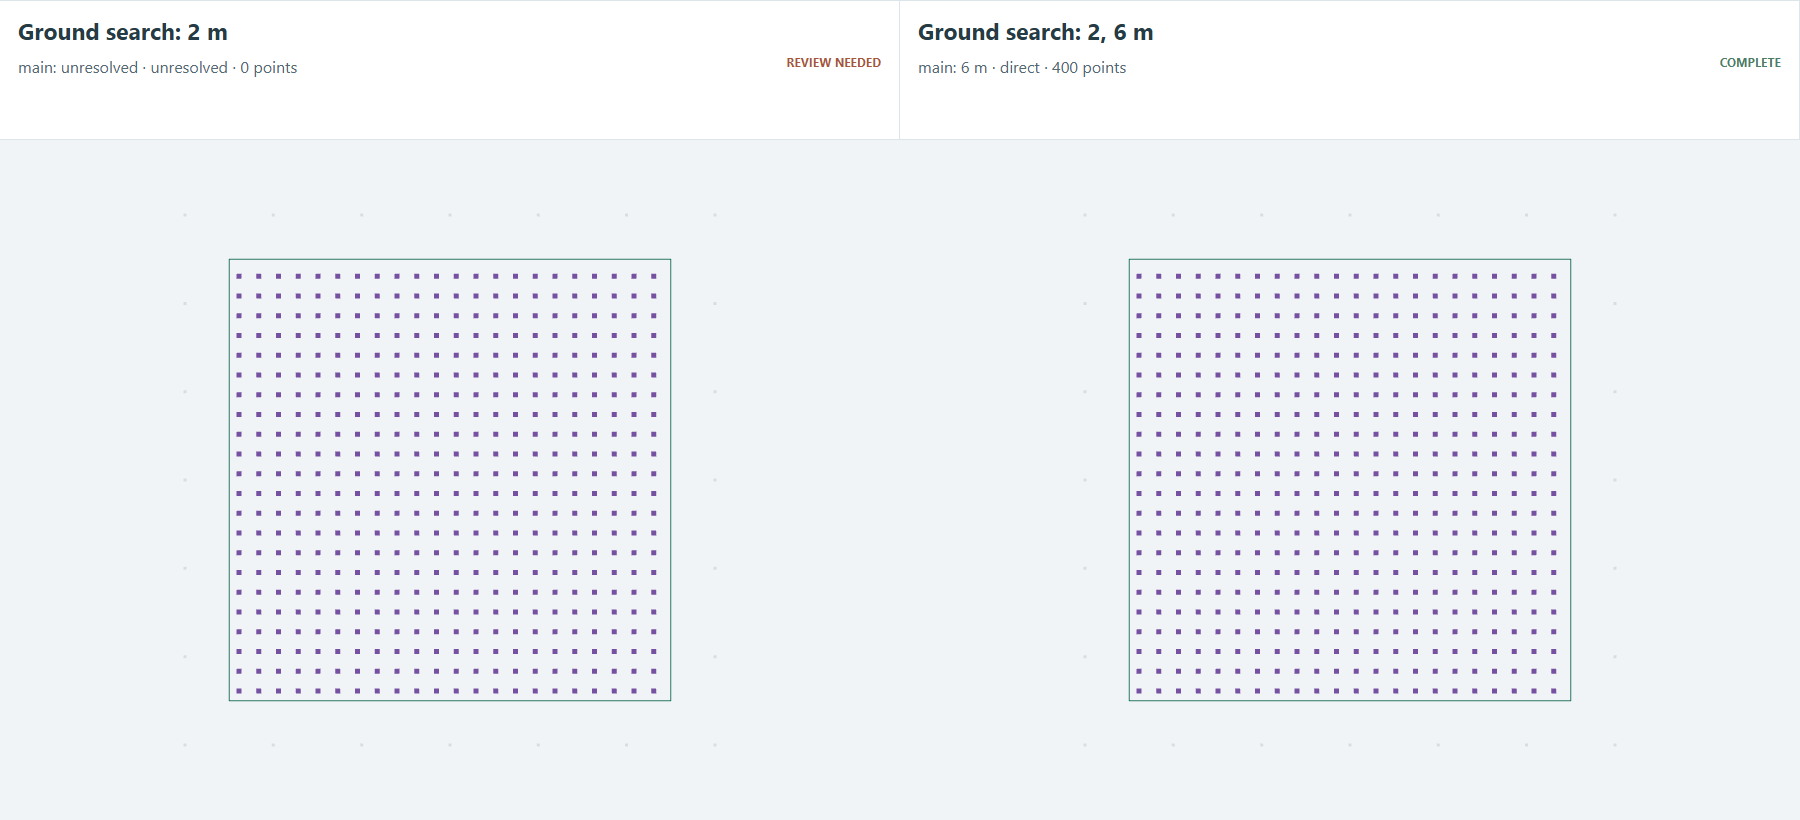 Ground search: 2 m
main: unresolved · unresolved · 0 points
REVIEW NEEDED
Ground search: 2, 6 m
main: 6 m · direct · 400 points
COMPLETE